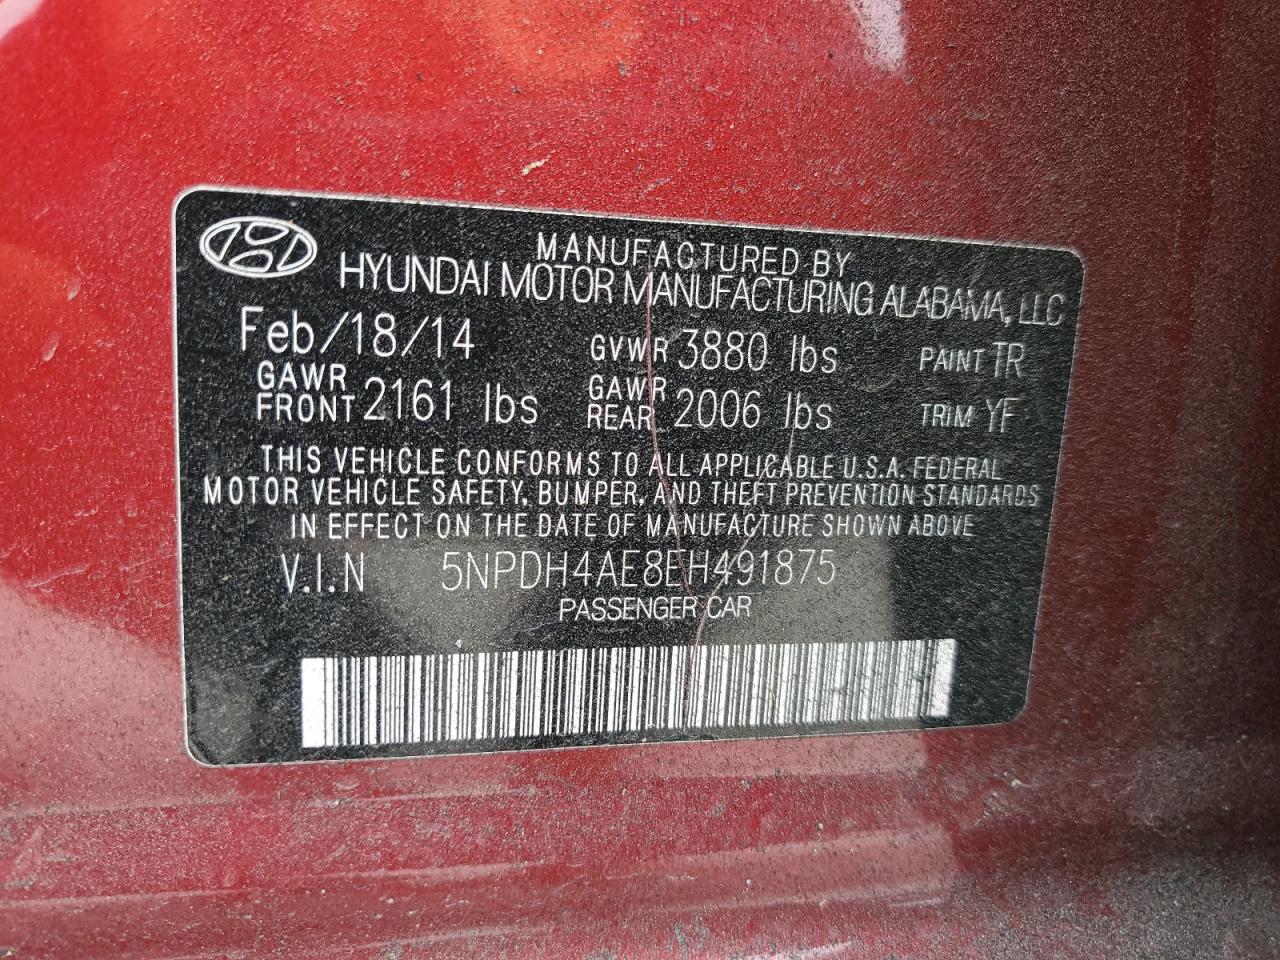 MANUFACTURED BY
HYUNDAI MOTOR MANUFACTURING ALABAMA, LLC
Feb/18/14 GVWR 3880 lbs PAINT TR
GAWR FRONT 2161 lbs GAWR REAR 2006 lbs TRIM YF
THIS VEHICLE CONFORMS TO ALL APPLICABLE U.S.A. FEDERAL
MOTOR VEHICLE SAFETY, BUMPER, AND THEFT PREVENTION STANDARDS
IN EFFECT ON THE DATE OF MANUFACTURE SHOWN ABOVE
V.I.N 5NPDH4AE8EH491875
PASSENGER CAR